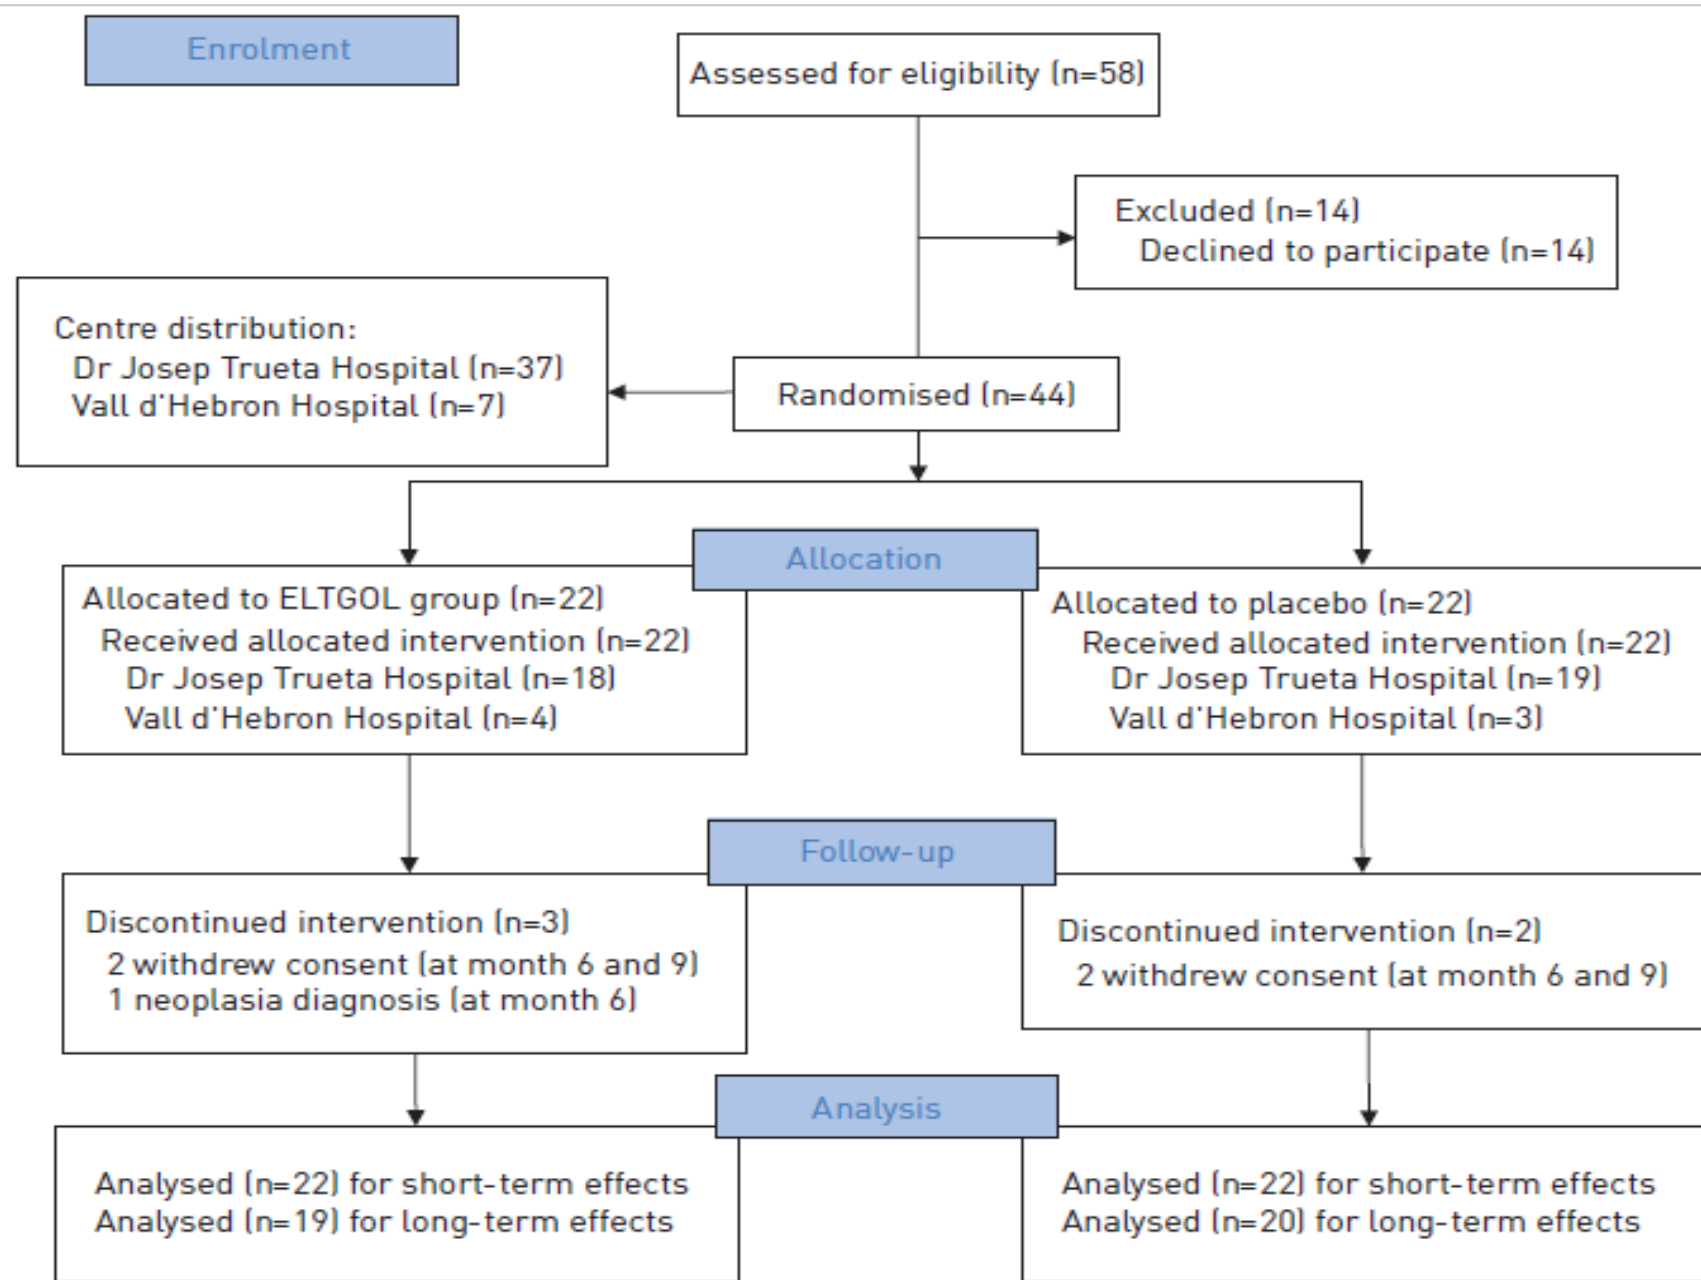 Enrolment
Assessed for eligibility (n=58)
Excluded (n=14)
Declined to participate (n=14)
Centre distribution:
Dr Josep Trueta Hospital (n=37)
Vall d'Hebron Hospital (n=7)
Randomised (n=44)
Allocation
Allocated to ELTGOL group (n=22)
Received allocated intervention (n=22)
Dr Josep Trueta Hospital (n=18)
Vall d'Hebron Hospital (n=4)
Allocated to placebo (n=22)
Received allocated intervention (n=22)
Dr Josep Trueta Hospital (n=19)
Vall d'Hebron Hospital (n=3)
Follow-up
Discontinued intervention (n=3)
2 withdrew consent (at month 6 and 9)
1 neoplasia diagnosis (at month 6)
Discontinued intervention (n=2)
2 withdrew consent (at month 6 and 9)
Analysis
Analysed (n=22) for short-term effects
Analysed (n=19) for long-term effects
Analysed (n=22) for short-term effects
Analysed (n=20) for long-term effects